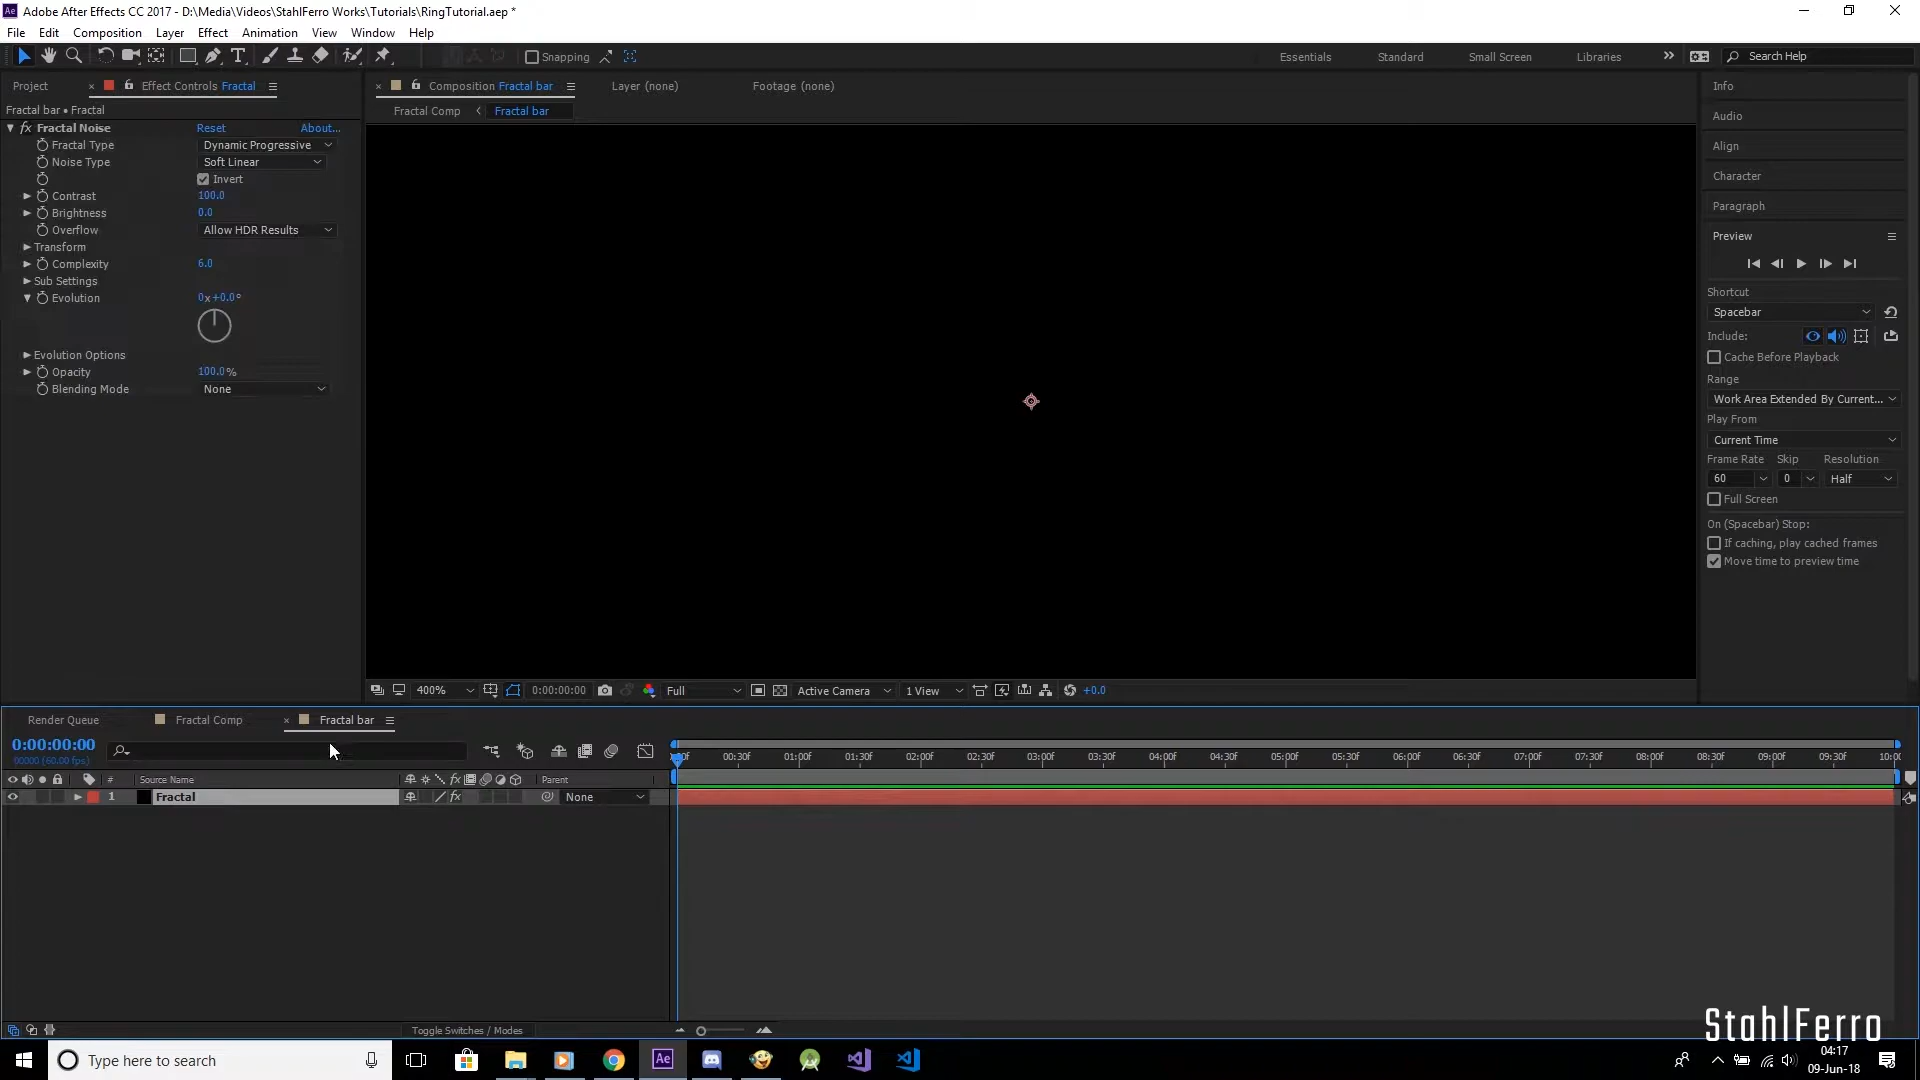 Adobe After Effects CC 2017 - D:\Media\Videos\StahlFerro Works\Tutorials\RingTutorial.aep *
File Edit Composition Layer Effect Animation View Window Help
Snapping
Essentials Standard Small Screen Libraries Search Help
Project Effect Controls Fractal
Composition Fractal bar Layer (none) Footage (none)
Fractal bar • Fractal
Fractal Comp Fractal bar
Fractal Noise Reset About...
Fractal Type Dynamic Progressive
Noise Type Soft Linear
Invert
Contrast 100.0
Brightness 0.0
Overflow Allow HDR Results
Transform
Complexity 6.0
Sub Settings
Evolution 0x+0.0°
Evolution Options
Opacity 100.0%
Blending Mode None
Info
Audio
Align
Character
Paragraph
Preview
Shortcut
Spacebar
Include:
Cache Before Playback
Range
Work Area Extended By Current...
Play From
Current Time
Frame Rate Skip Resolution
60 0 Half
Full Screen
On (Spacebar) Stop:
If caching, play cached frames
Move time to preview time
400% 0:00:00:00 Full Active Camera 1 View +0.0
Render Queue Fractal Comp Fractal bar
0:00:00:00
00000 (60.00 fps)
00:30f 01:00f 01:30f 02:00f 02:30f 03:00f 03:30f 04:00f 04:30f 05:00f 05:30f 06:00f 06:30f 07:00f 07:30f 08:00f 08:30f 09:00f 09:30f
# Source Name Parent
1 Fractal None
Toggle Switches / Modes
StahlFerro
Type here to search
04:17
09-Jun-18